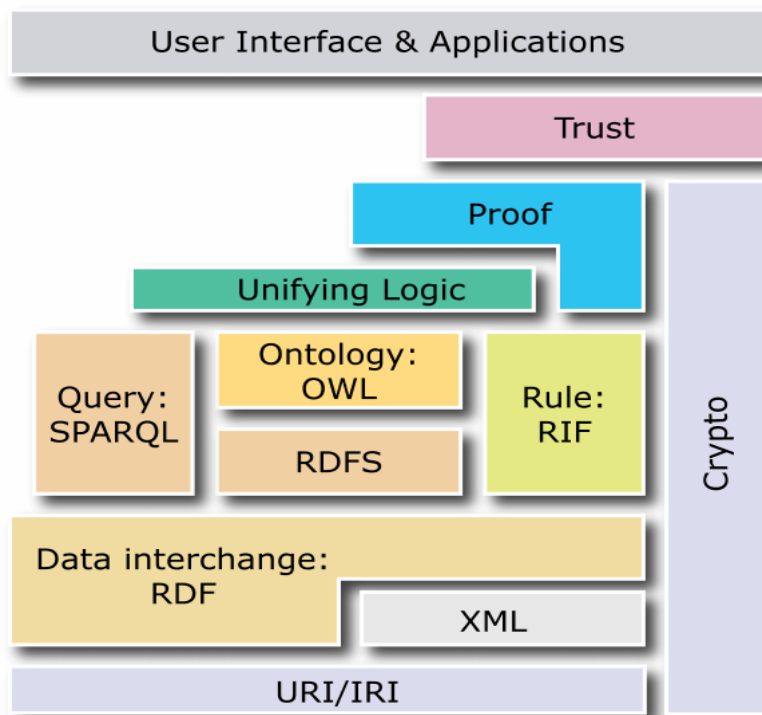 User Interface & Applications
Trust
Proof
Unifying Logic
Query:
SPARQL
Ontology:
OWL
RDFS
Rule:
RIF
Crypto
Data interchange:
RDF
XML
URI/IRI